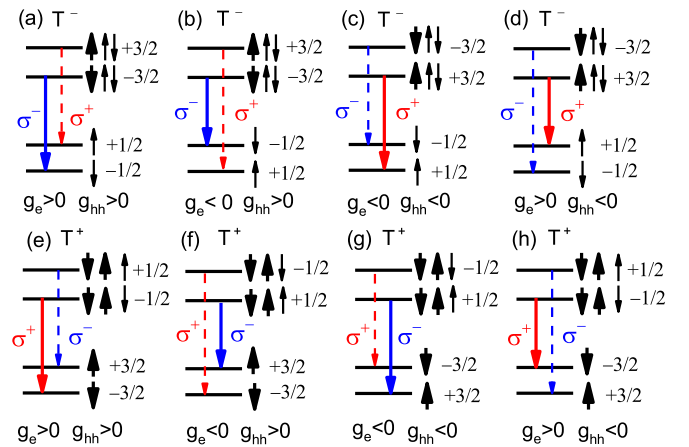 (a) T⁻
+3/2
−3/2
σ⁻ σ⁺
+1/2
−1/2
gₑ>0 gₕₕ>0
(b) T⁻
+3/2
−3/2
σ⁻ σ⁺
−1/2
+1/2
gₑ<0 gₕₕ>0
(c) T⁻
−3/2
+3/2
σ⁻ σ⁺
−1/2
+1/2
gₑ<0 gₕₕ<0
(d) T⁻
−3/2
+3/2
σ⁻ σ⁺
+1/2
−1/2
gₑ>0 gₕₕ<0
(e) T⁺
+1/2
−1/2
σ⁺ σ⁻
+3/2
−3/2
gₑ>0 gₕₕ>0
(f) T⁺
−1/2
+1/2
σ⁺ σ⁻
+3/2
−3/2
gₑ<0 gₕₕ>0
(g) T⁺
−1/2
+1/2
σ⁺ σ⁻
−3/2
+3/2
gₑ<0 gₕₕ<0
(h) T⁺
+1/2
−1/2
σ⁺ σ⁻
−3/2
+3/2
gₑ>0 gₕₕ<0